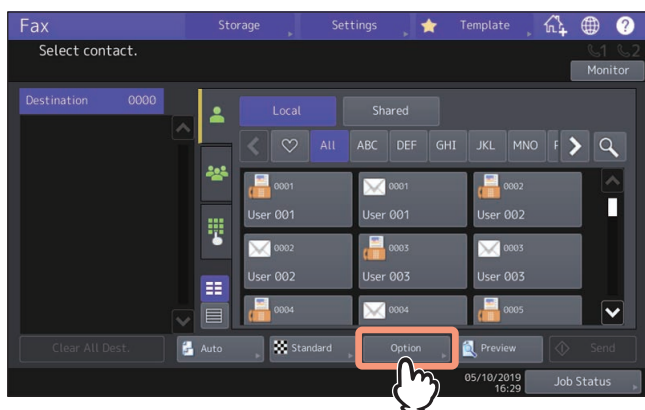 Fax
Storage
Settings
Template
?
Select contact.
1
2
Monitor
Destination 0000
Local
Shared
All
ABC
DEF
GHI
JKL
MNO
0001
User 001
0001
User 001
0002
User 002
0002
User 002
0003
User 003
0003
User 003
0004
0004
0005
Clear All Dest.
Auto
Standard
Option
Preview
Send
05/10/2019
16:29
Job Status